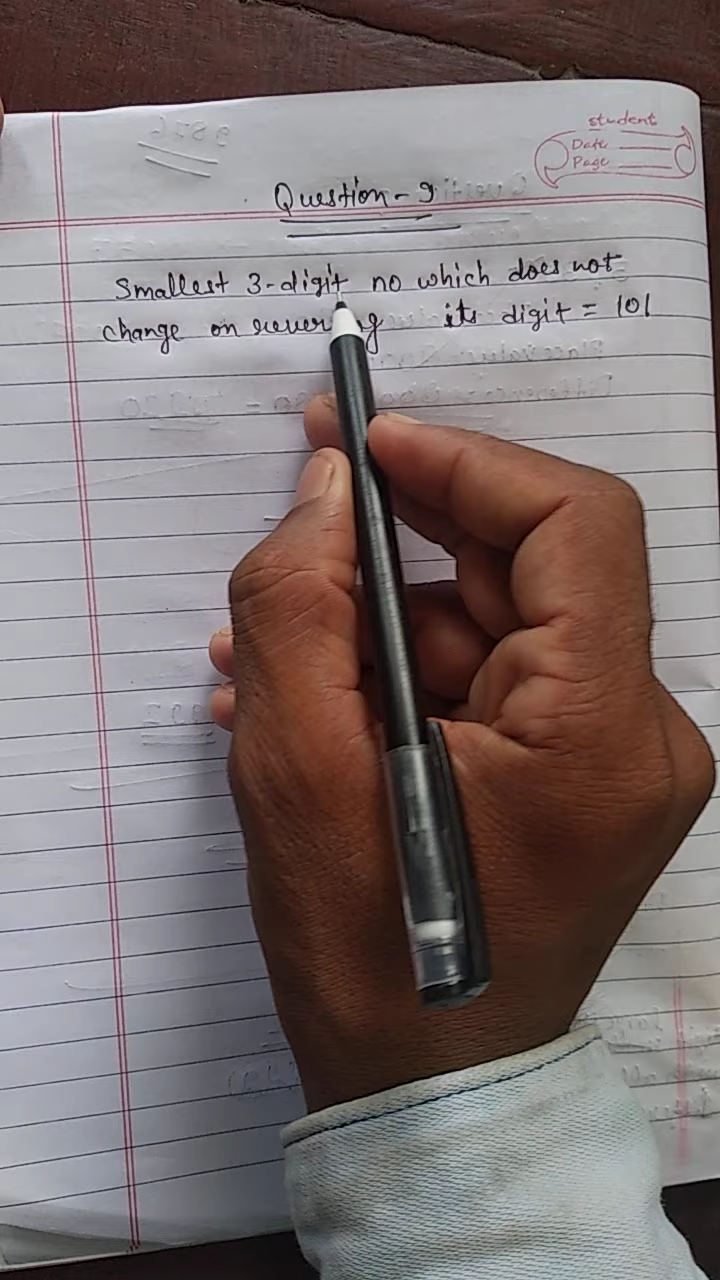 student
Date
Page
Question - 9
Smallest 3-digit no which does not
change on its digit = 101